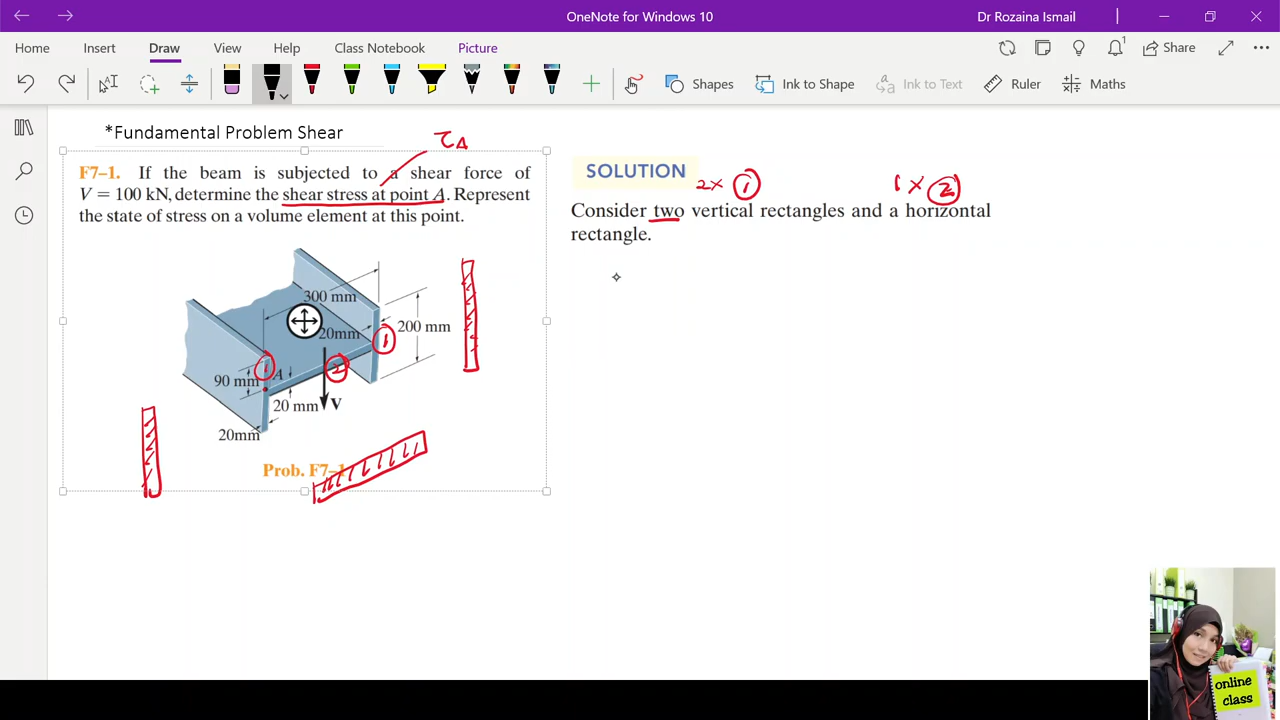 OneNote for Windows 10
Dr Rozaina Ismail
Home Insert Draw View Help Class Notebook Picture
1
Share
Shapes
Ink to Shape
Ink to Text
Ruler
Maths
*Fundamental Problem Shear
τA
F7–1. If the beam is subjected to a shear force of
V = 100 kN, determine the shear stress at point A. Represent
the state of stress on a volume element at this point.
300 mm
20mm
200 mm
1
1
2
90 mm
A
20 mm
V
20mm
Prob. F7–1
SOLUTION
2x 1
1 x 2
Consider two vertical rectangles and a horizontal
rectangle.
online
class